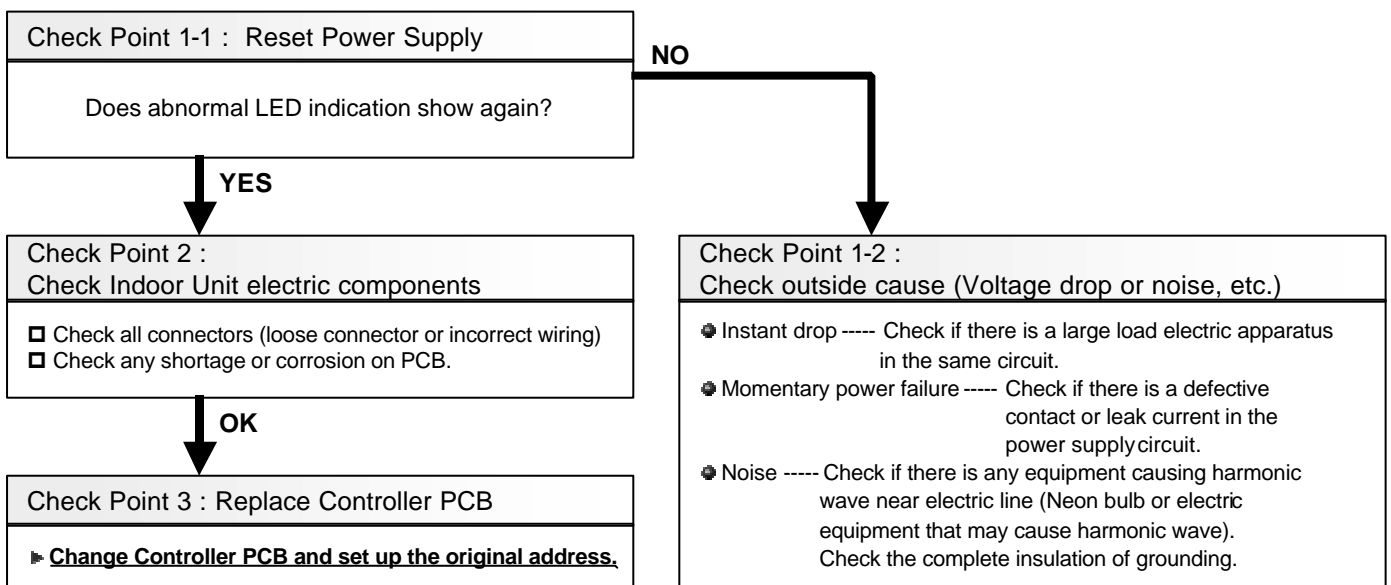 Check Point 1-1 :  Reset Power Supply
Does abnormal LED indication show again?
NO
YES
Check Point 2 :
Check Indoor Unit electric components
Check all connectors (loose connector or incorrect wiring)
Check any shortage or corrosion on PCB.
OK
Check Point 3 : Replace Controller PCB
Change Controller PCB and set up the original address.
Check Point 1-2 :
Check outside cause (Voltage drop or noise, etc.)
Instant drop ----- Check if there is a large load electric apparatus
in the same circuit.
Momentary power failure ----- Check if there is a defective
contact or leak current in the
power supply circuit.
Noise ----- Check if there is any equipment causing harmonic
wave near electric line (Neon bulb or electric
equipment that may cause harmonic wave).
Check the complete insulation of grounding.